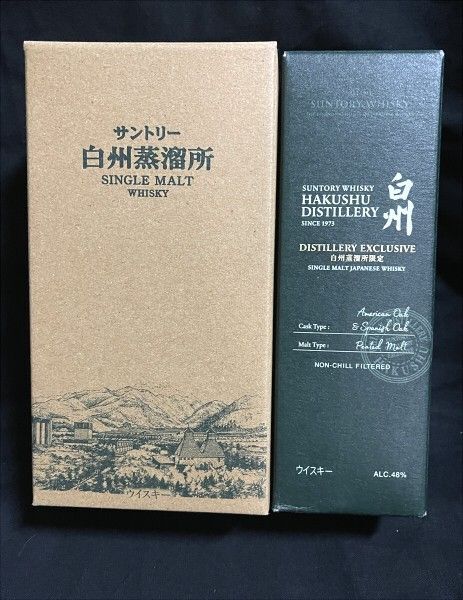 サントリー
白州蒸溜所
SINGLE MALT
WHISKY
ウイスキー
SUNTORY WHISKY
SUNTORY WHISKY
HAKUSHU
DISTILLERY
SINCE 1973
白州
DISTILLERY EXCLUSIVE
白州蒸溜所限定
SINGLE MALT JAPANESE WHISKY
American Oak
Cask Type : & Spanish Oak
Malt Type : Peated Malt
NON-CHILL FILTERED
HAKUSHU
ウイスキー ALC.48%